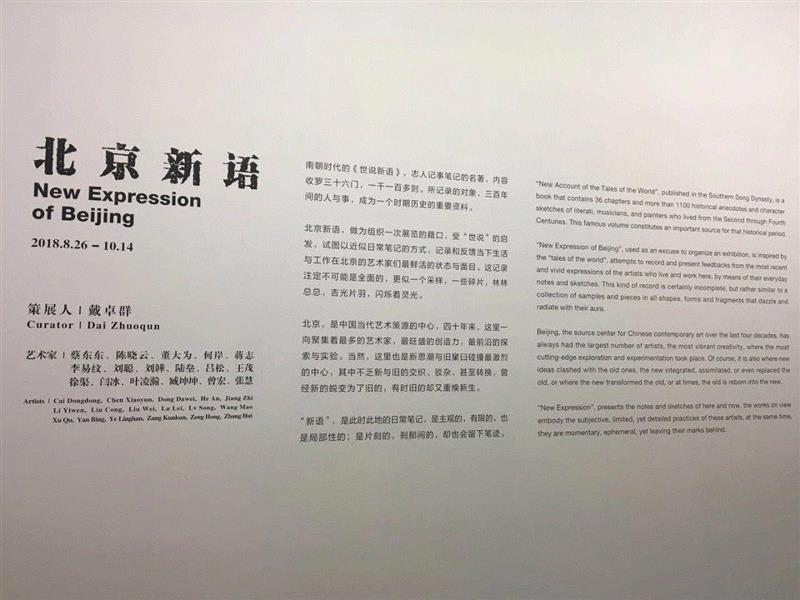 北京新语
New Expression
of Beijing
2018.8.26 – 10.14
策展人 | 戴卓群
Curator | Dai Zhuoqun
艺术家 | 蔡东东、陈晓云、董大为、何岸、蒋志
李易纹、刘聪、刘韡、陆垒、吕松、王茂
徐渠、闫冰、叶凌瀚、臧坤坤、曾宏、张慧
Artists | Cai Dongdong, Chen Xiaoyun, Dong Dawei, He An, Jiang Zhi
Li Yiwen, Liu Cong, Liu Wei, Lu Lei, Lv Song, Wang Mao
Xu Qu, Yan Bing, Ye Linghan, Zang Kunkun, Zeng Hong, Zhang Hui
南朝时代的《世说新语》，志人记事笔记的名著，内容
收罗三十六门，一千一百多则。所记录的对象，三百年
间的人与事，成为一个时期历史的重要资料。
北京新语，做为组织一次展览的藉口，受“世说”的启
发，试图以近似日常笔记的方式，记录和反馈当下生活
与工作在北京的艺术家们最鲜活的状态与面目。这记录
注定不可能是全面的，更似一个采样，一些碎片，林林
总总，吉光片羽，闪烁着灵光。
北京，是中国当代艺术策源的中心，四十年来，这里一
向聚集着最多的艺术家，最旺盛的创造力，最前沿的探
索与实验。当然，这里也是新思潮与旧窠臼碰撞最激烈
的中心，其中不乏新与旧的交织、驳杂、甚至转换，曾
经新的蜕变为了旧的，有时旧的却又重焕新生。
“新语”，是此时此地的日常笔记，是主观的，有限的，也
是局部性的；是片刻的，刹那间的，却也会留下笔迹。
"New Account of the Tales of the World", published in the Southern Song Dynasty, is a
book that contains 36 chapters and more than 1100 historical anecdotes and character
sketches of literati, musicians, and painters who lived from the Second through Fourth
Centuries. This famous volume constitutes an important source for that historical period.
"New Expression of Beijing", used as an excuse to organize an exhibition, is inspired by
the "tales of the world", attempts to record and present feedbacks from the most recent
and vivid expressions of the artists who live and work here, by means of their everyday
notes and sketches. This kind of record is certainly incomplete, but rather similar to a
collection of samples and pieces in all shapes, forms and fragments that dazzle and
radiate with their aura.
Beijing, the source center for Chinese contemporary art over the last four decades, has
always had the largest number of artists, the most vibrant creativity, where the most
cutting-edge exploration and experimentation took place. Of course, it is also where new
ideas clashed with the old ones, the new integrated, assimilated, or even replaced the
old, or where the new transformed the old, or at times, the old is reborn into the new.
"New Expression", presents the notes and sketches of here and now, the works on view
embody the subjective, limited, yet detailed practices of these artists, at the same time,
they are momentary, ephemeral, yet leaving their marks behind.